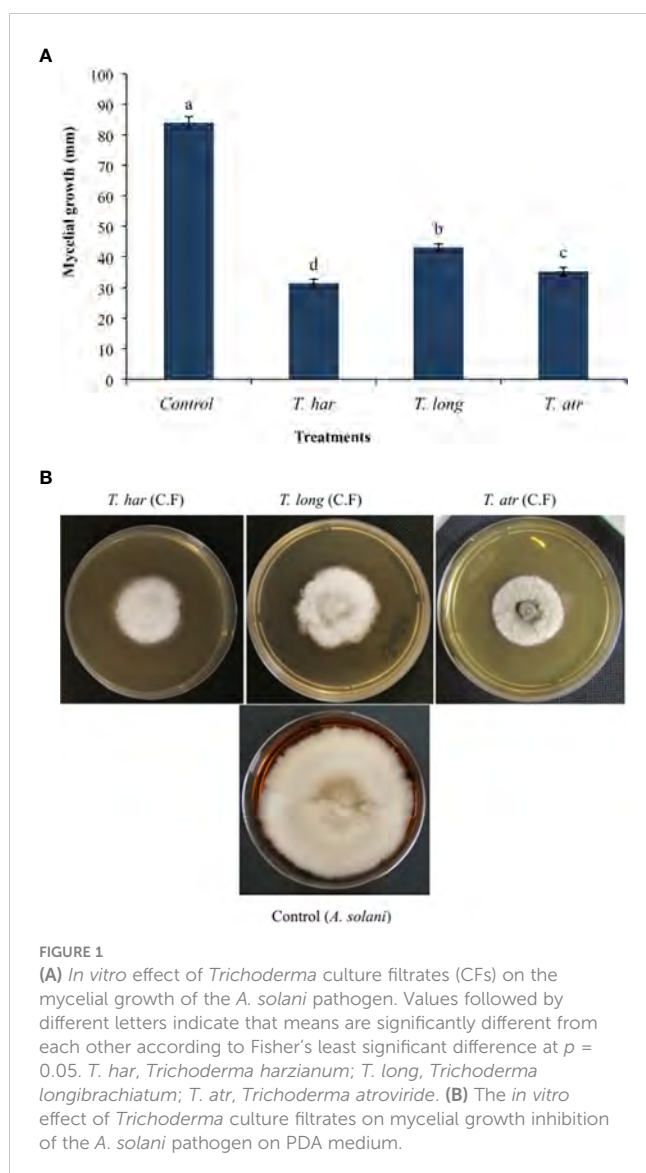 A
Mycelial growth (mm)
100
90
80
70
60
50
40
30
20
10
0
a
d
b
c
Control
T. har
T. long
T. atr
Treatments
B
T. har (C.F)
T. long (C.F)
T. atr (C.F)
Control (A. solani)
FIGURE 1
(A) In vitro effect of Trichoderma culture filtrates (CFs) on the
mycelial growth of the A. solani pathogen. Values followed by
different letters indicate that means are significantly different from
each other according to Fisher's least significant difference at p =
0.05. T. har, Trichoderma harzianum; T. long, Trichoderma
longibrachiatum; T. atr, Trichoderma atroviride. (B) The in vitro
effect of Trichoderma culture filtrates on mycelial growth inhibition
of the A. solani pathogen on PDA medium.